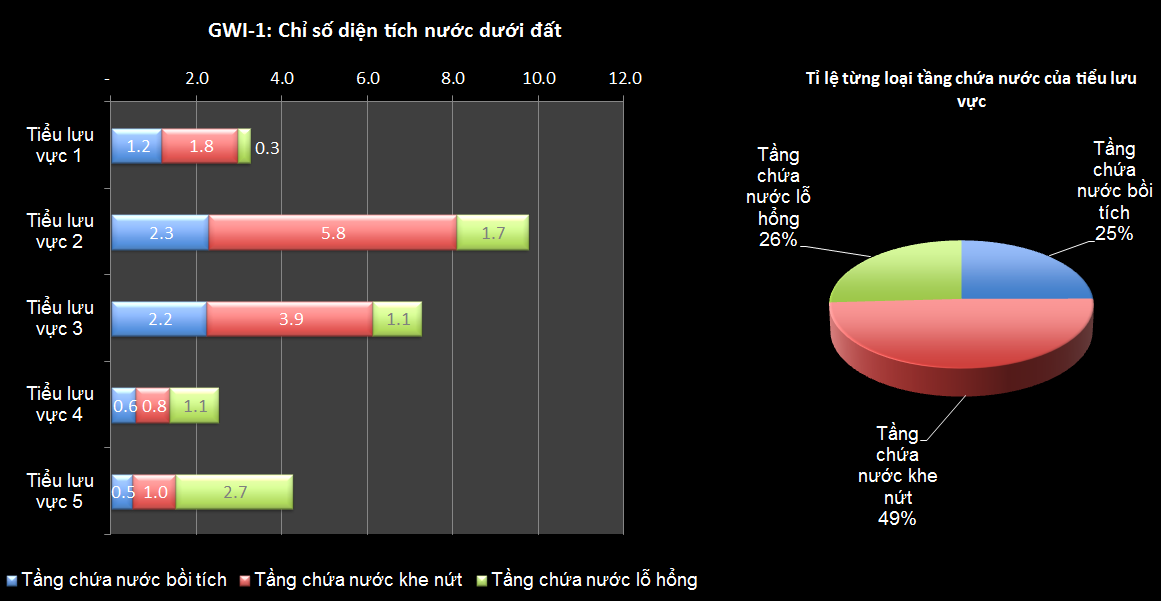 GWI-1: Chỉ số diện tích nước dưới đất
- 2.0 4.0 6.0 8.0 10.0 12.0
Tiểu lưu
vực 1
1.2 1.8 0.3
Tiểu lưu
vực 2
2.3 5.8 1.7
Tiểu lưu
vực 3
2.2 3.9 1.1
Tiểu lưu
vực 4
0.6 0.8 1.1
Tiểu lưu
vực 5
0.5 1.0 2.7
Tầng chứa nước bồi tích Tầng chứa nước khe nứt Tầng chứa nước lỗ hổng
Tỉ lệ từng loại tầng chứa nước của tiểu lưu
vực
Tầng
chứa
nước lỗ
hổng
26%
Tầng
chứa
nước bồi
tích
25%
Tầng
chứa
nước khe
nứt
49%